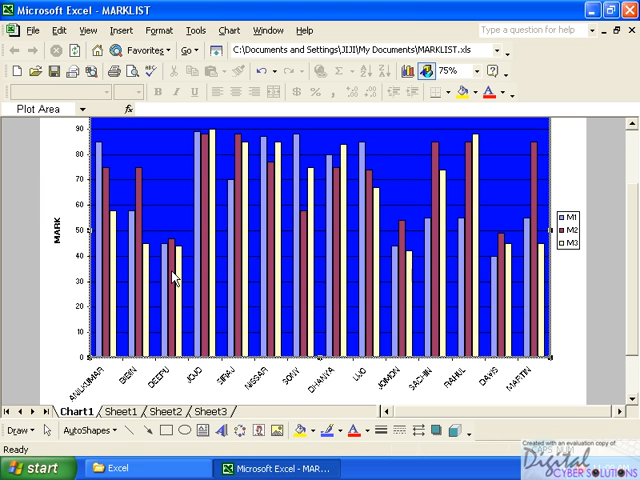 Microsoft Excel - MARKLIST
File Edit View Insert Format Tools Chart Window Help
Type a question for help
Favorites Go C:\Documents and Settings\JIJI\My Documents\MARKLIST.xls
75%
Plot Area fx
90
80
70
60
50
40
30
20
10
0
MARK
ANILKUMAR BIBIN DEEPU JOJO SIRAJ NISSAR SONY DHANYA LIJO JOIMON SACHIN RAHUL DAVIS MARTIN
M1
M2
M3
Chart1 Sheet1 Sheet2 Sheet3
Draw AutoShapes
Ready
CAPS NUM
Created with an evaluation copy of
Digital
CYBER SOLUTIONS
start Excel Microsoft Excel - MAR...